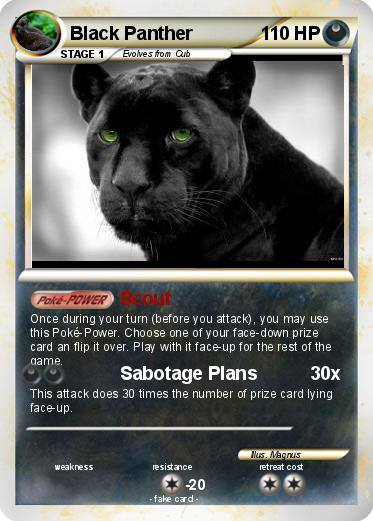 Black Panther 110 HP
STAGE 1 Evolves from Cub
Poké-POWER Scout
Once during your turn (before you attack), you may use
this Poké-Power. Choose one of your face-down prize
card an flip it over. Play with it face-up for the rest of the
game.
Sabotage Plans 30x
This attack does 30 times the number of prize card lying
face-up.
Illus. Magnus
weakness resistance retreat cost
-20
- fake card -